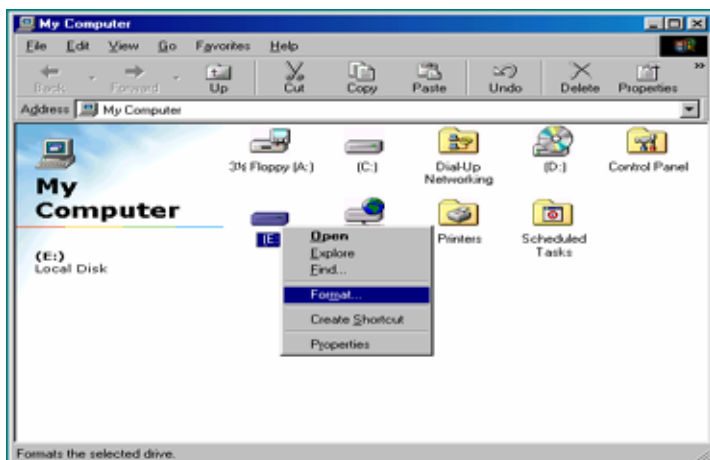 My Computer
File Edit View Go Favorites Help
Back Forward Up Cut Copy Paste Undo Delete Properties »
Address My Computer
3½ Floppy (A:) (C:) Dial-Up Networking (D:) Control Panel
My
Computer
(E: Printers Scheduled Tasks
(E:)
Local Disk
Open
Explore
Find...
Format...
Create Shortcut
Properties
Formats the selected drive.